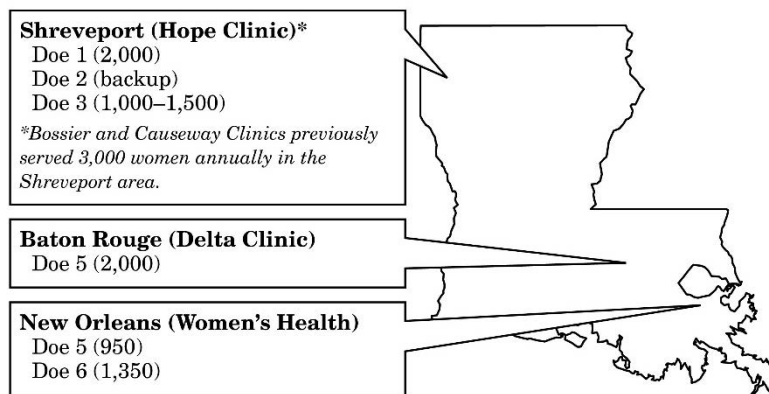 Shreveport (Hope Clinic)*
Doe 1 (2,000)
Doe 2 (backup)
Doe 3 (1,000–1,500)
*Bossier and Causeway Clinics previously
served 3,000 women annually in the
Shreveport area.
Baton Rouge (Delta Clinic)
Doe 5 (2,000)
New Orleans (Women’s Health)
Doe 5 (950)
Doe 6 (1,350)